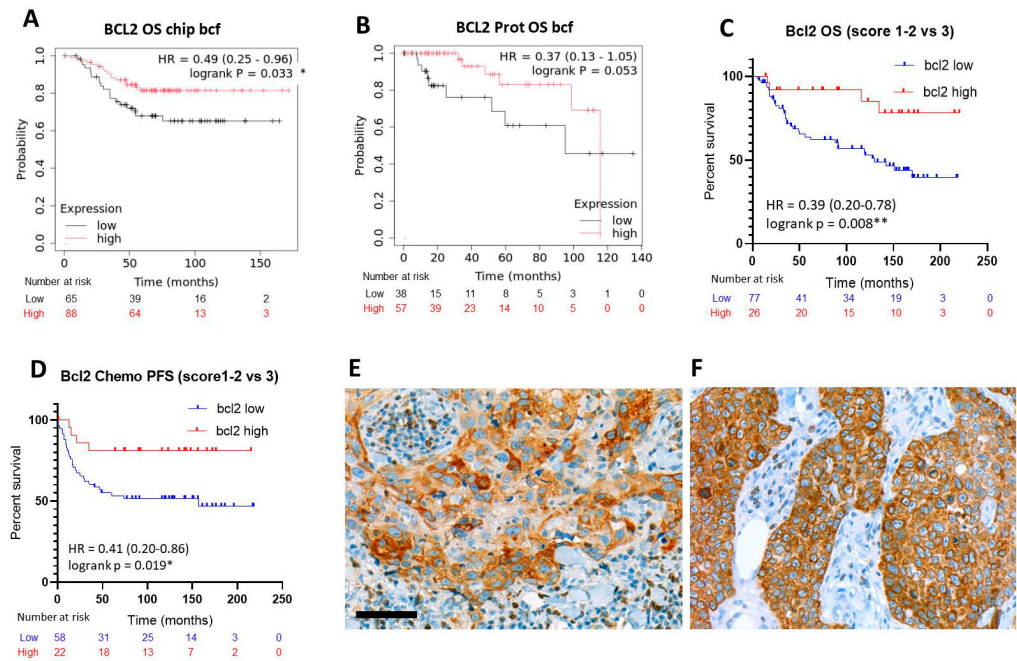 A
BCL2 OS chip bcf
HR = 0.49 (0.25 - 0.96)
logrank P = 0.033 *
Probability
1.0
0.8
0.6
0.4
0.2
0.0
Expression
low
high
0 50 100 150
Number at risk
Time (months)
Low 65 39 16 2
High 88 64 13 3
B
BCL2 Prot OS bcf
HR = 0.37 (0.13 - 1.05)
logrank P = 0.053
Probability
1.0
0.8
0.6
0.4
0.2
0.0
Expression
low
high
0 20 40 60 80 100 120 140
Number at risk
Time (months)
Low 38 15 11 8 5 3 1 0
High 57 39 23 14 10 5 0 0
C
Bcl2 OS (score 1-2 vs 3)
bcl2 low
bcl2 high
Percent survival
100
50
0
HR = 0.39 (0.20-0.78)
logrank p = 0.008**
0 50 100 150 200 250
Time (months)
Number at risk
Low 77 41 34 19 3 0
High 26 20 15 10 3 0
D
Bcl2 Chemo PFS (score1-2 vs 3)
bcl2 low
bcl2 high
Percent survival
100
50
0
HR = 0.41 (0.20-0.86)
logrank p = 0.019*
0 50 100 150 200 250
Number at risk
Time (months)
Low 58 31 25 14 3 0
High 22 18 13 7 2 0
E
F